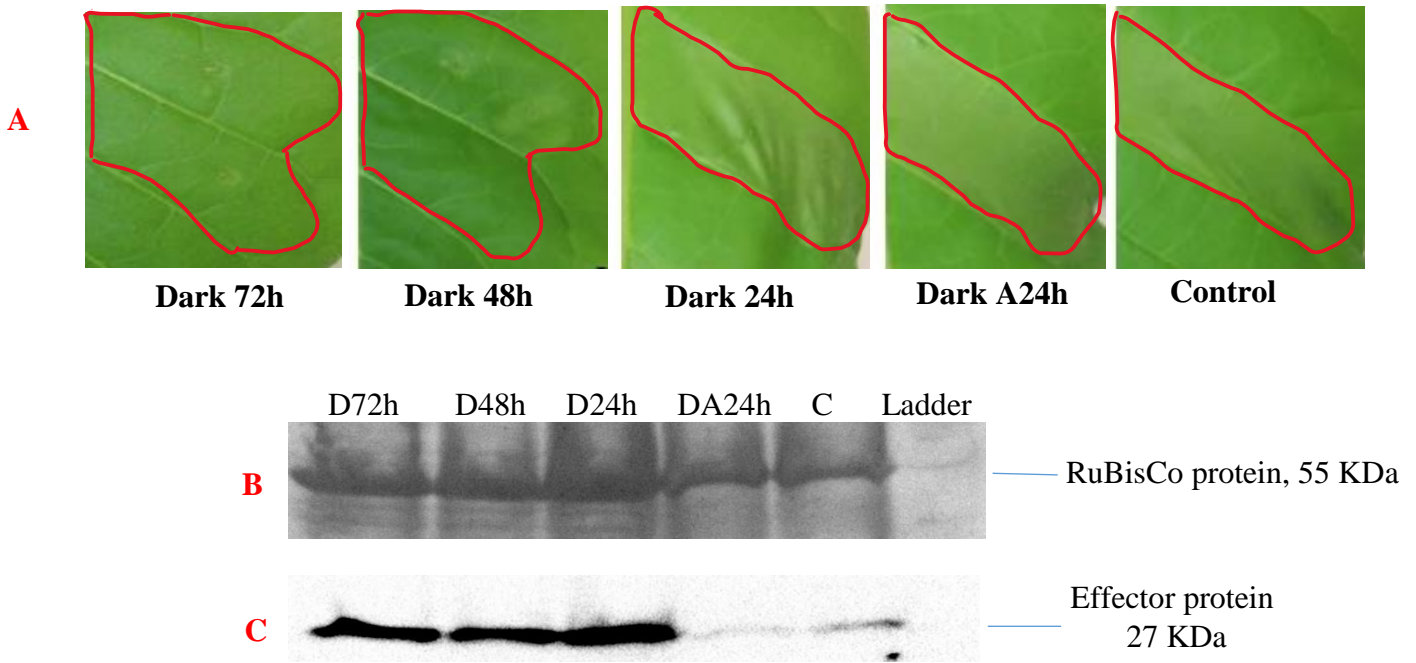 A
Dark 72h
Dark 48h
Dark 24h
Dark A24h
Control
D72h D48h D24h DA24h C Ladder
B
RuBisCo protein, 55 KDa
C
Effector protein
27 KDa